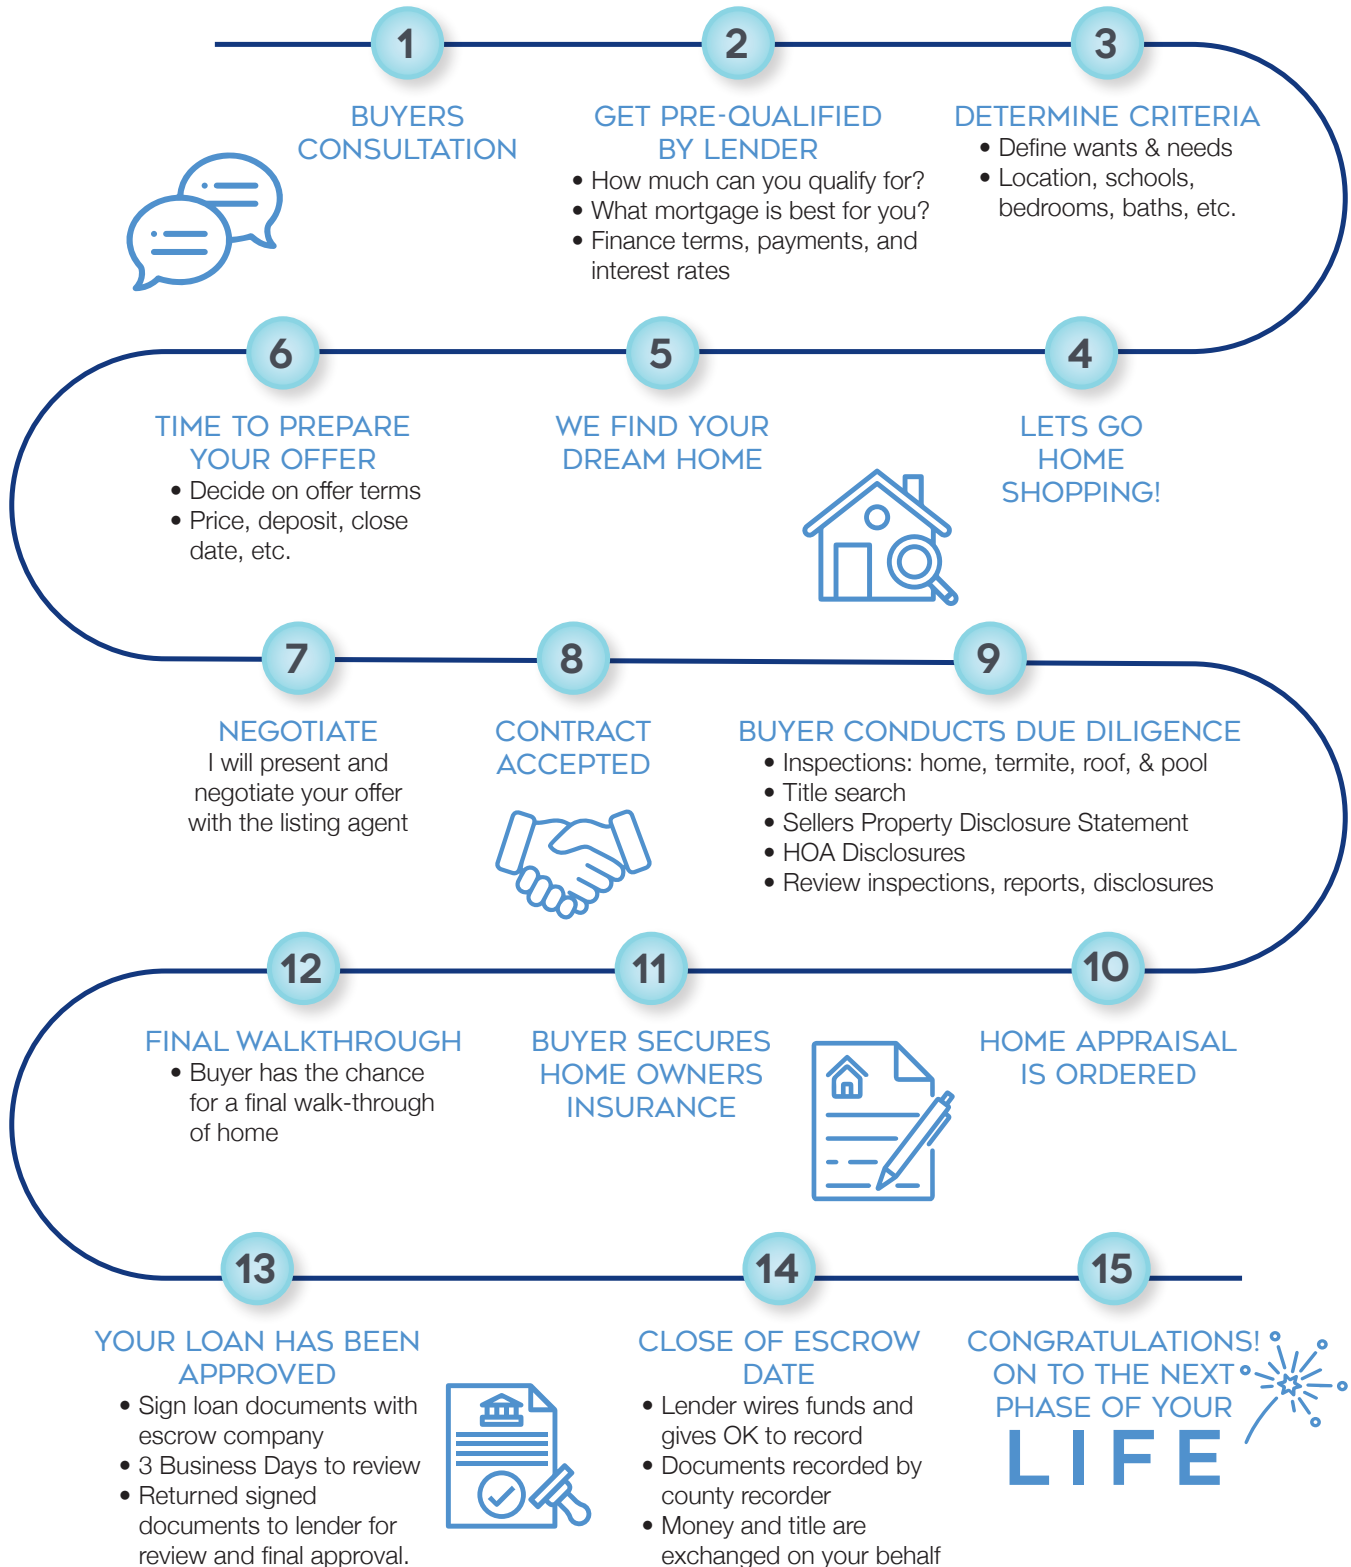 1
BUYERS
CONSULTATION
2
GET PRE-QUALIFIED
BY LENDER
• How much can you qualify for?
• What mortgage is best for you?
• Finance terms, payments, and
interest rates
3
DETERMINE CRITERIA
• Define wants & needs
• Location, schools,
bedrooms, baths, etc.
4
LETS GO
HOME
SHOPPING!
5
WE FIND YOUR
DREAM HOME
6
TIME TO PREPARE
YOUR OFFER
• Decide on offer terms
• Price, deposit, close
date, etc.
7
NEGOTIATE
I will present and
negotiate your offer
with the listing agent
8
CONTRACT
ACCEPTED
9
BUYER CONDUCTS DUE DILIGENCE
• Inspections: home, termite, roof, & pool
• Title search
• Sellers Property Disclosure Statement
• HOA Disclosures
• Review inspections, reports, disclosures
10
HOME APPRAISAL
IS ORDERED
11
BUYER SECURES
HOME OWNERS
INSURANCE
12
FINAL WALKTHROUGH
• Buyer has the chance
for a final walk-through
of home
13
YOUR LOAN HAS BEEN
APPROVED
• Sign loan documents with
escrow company
• 3 Business Days to review
• Returned signed
documents to lender for
review and final approval.
14
CLOSE OF ESCROW
DATE
• Lender wires funds and
gives OK to record
• Documents recorded by
county recorder
• Money and title are
exchanged on your behalf
15
CONGRATULATIONS!
ON TO THE NEXT
PHASE OF YOUR
LIFE